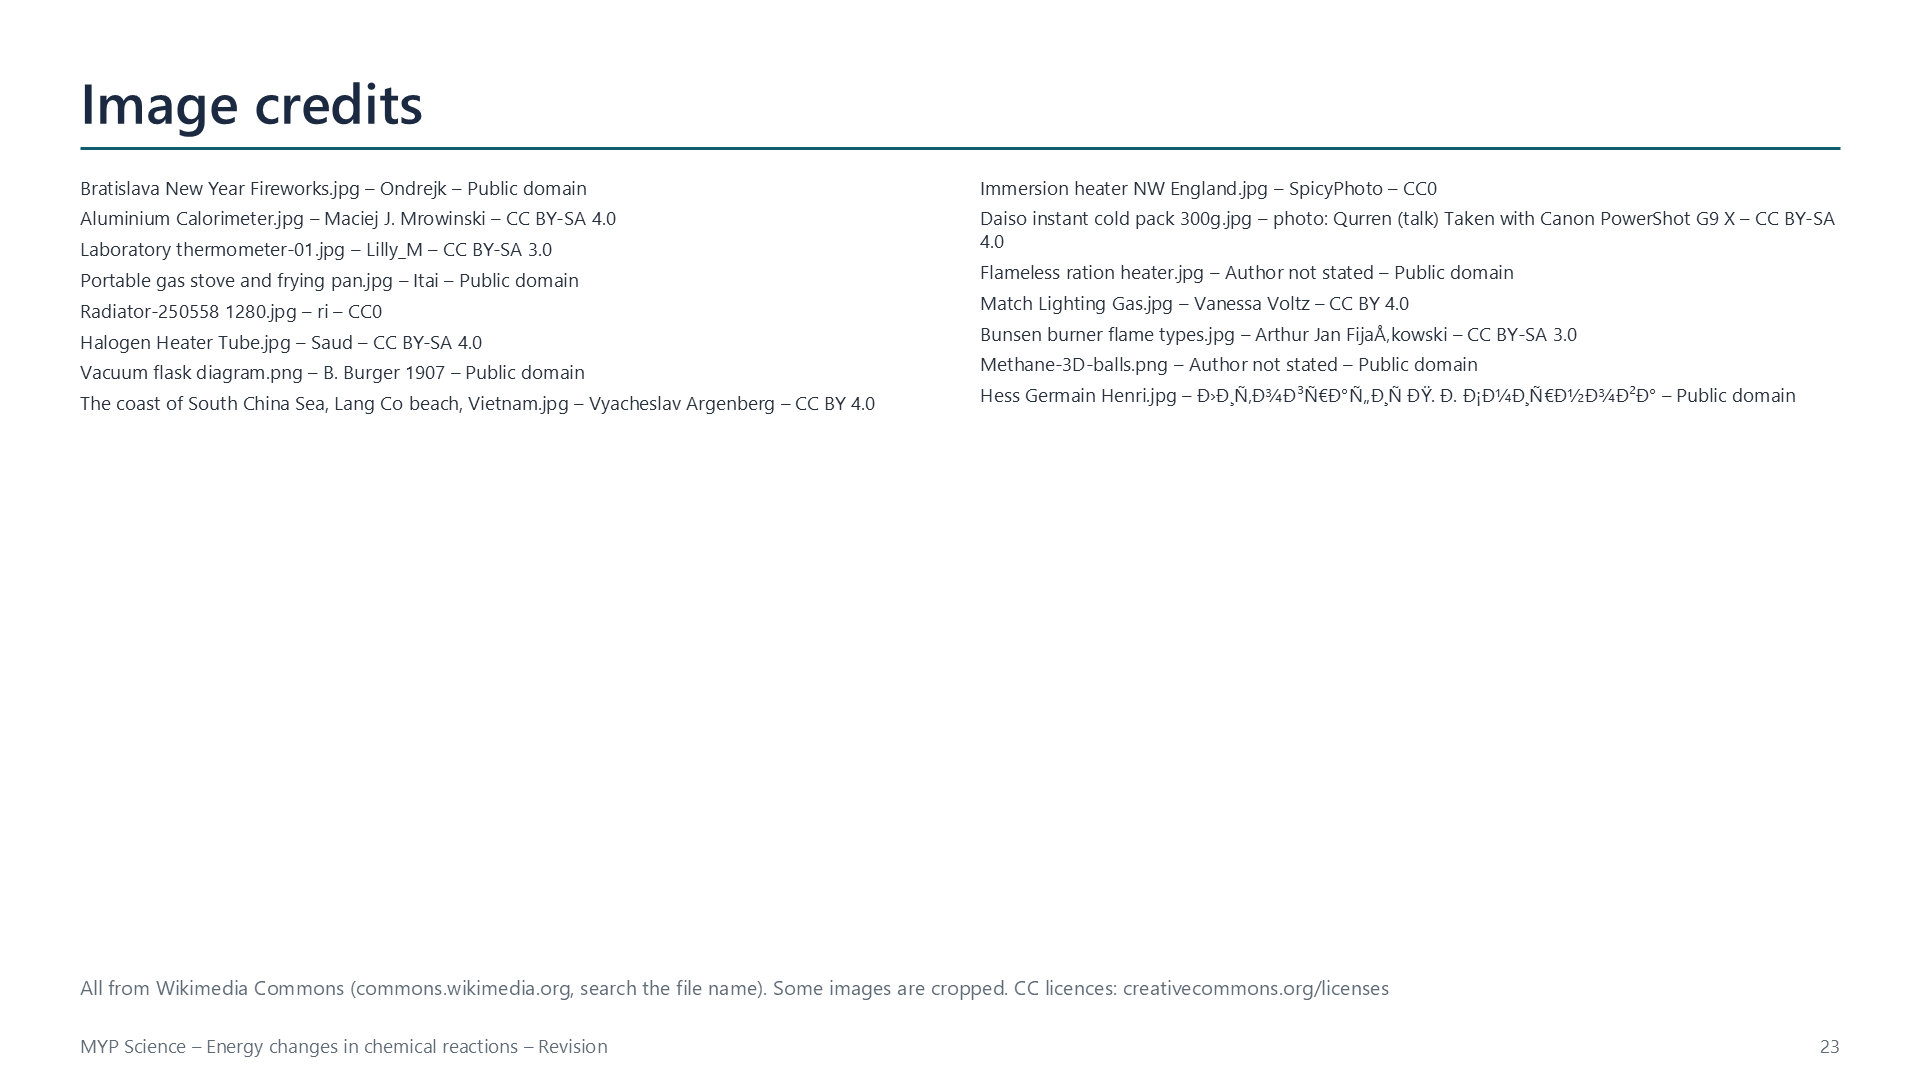 Image credits
Bratislava New Year Fireworks.jpg – Ondrejk – Public domain
Aluminium Calorimeter.jpg – Maciej J. Mrowinski – CC BY-SA 4.0
Laboratory thermometer-01.jpg – Lilly_M – CC BY-SA 3.0
Portable gas stove and frying pan.jpg – Itai – Public domain
Radiator-250558 1280.jpg – ri – CC0
Halogen Heater Tube.jpg – Saud – CC BY-SA 4.0
Vacuum flask diagram.png – B. Burger 1907 – Public domain
The coast of South China Sea, Lang Co beach, Vietnam.jpg – Vyacheslav Argenberg – CC BY 4.0
Immersion heater NW England.jpg – SpicyPhoto – CC0
Daiso instant cold pack 300g.jpg – photo: Qurren (talk) Taken with Canon PowerShot G9 X – CC BY-SA
4.0
Flameless ration heater.jpg – Author not stated – Public domain
Match Lighting Gas.jpg – Vanessa Voltz – CC BY 4.0
Bunsen burner flame types.jpg – Arthur Jan FijaÅ‚kowski – CC BY-SA 3.0
Methane-3D-balls.png – Author not stated – Public domain
Hess Germain Henri.jpg – Ð›Ð¸Ñ‚Ð¾Ð³Ñ€Ð°Ñ„Ð¸Ñ ÐŸ. Ð. Ð¡Ð¼Ð¸Ñ€Ð½Ð¾Ð²Ð° – Public domain
All from Wikimedia Commons (commons.wikimedia.org, search the file name). Some images are cropped. CC licences: creativecommons.org/licenses
MYP Science – Energy changes in chemical reactions – Revision
23